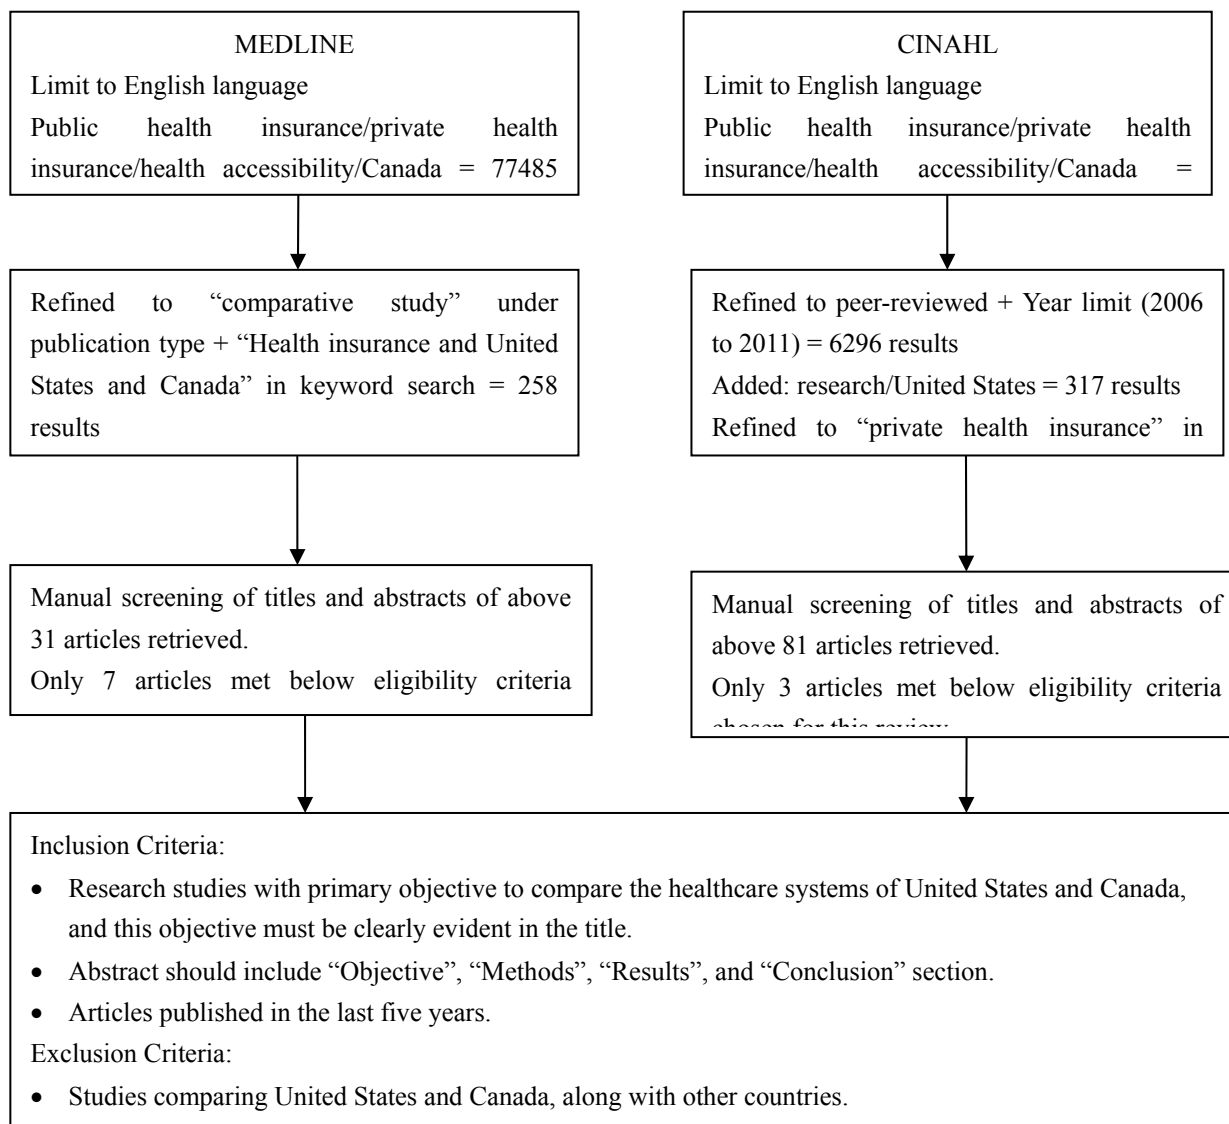 MEDLINE
Limit to English language
Public health insurance/private health
insurance/health accessibility/Canada = 77485
CINAHL
Limit to English language
Public health insurance/private health
insurance/health accessibility/Canada =
Refined to “comparative study” under
publication type + “Health insurance and United
States and Canada” in keyword search = 258
results
Refined to peer-reviewed + Year limit (2006
to 2011) = 6296 results
Added: research/United States = 317 results
Refined to “private health insurance” in
Manual screening of titles and abstracts of above
31 articles retrieved.
Only 7 articles met below eligibility criteria
Manual screening of titles and abstracts of
above 81 articles retrieved.
Only 3 articles met below eligibility criteria
chosen for this review
Inclusion Criteria:
• Research studies with primary objective to compare the healthcare systems of United States and Canada,
and this objective must be clearly evident in the title.
• Abstract should include “Objective”, “Methods”, “Results”, and “Conclusion” section.
• Articles published in the last five years.
Exclusion Criteria:
• Studies comparing United States and Canada, along with other countries.